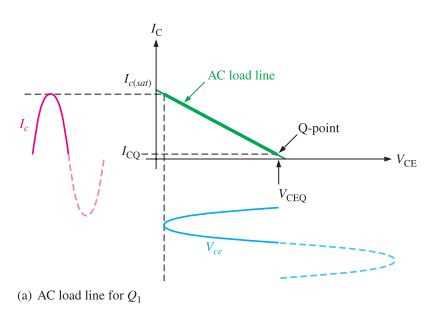 I_C
I_c(sat)
AC load line
I_c
Q-point
I_CQ
V_CE
V_CEQ
V_ce
(a) AC load line for Q_1